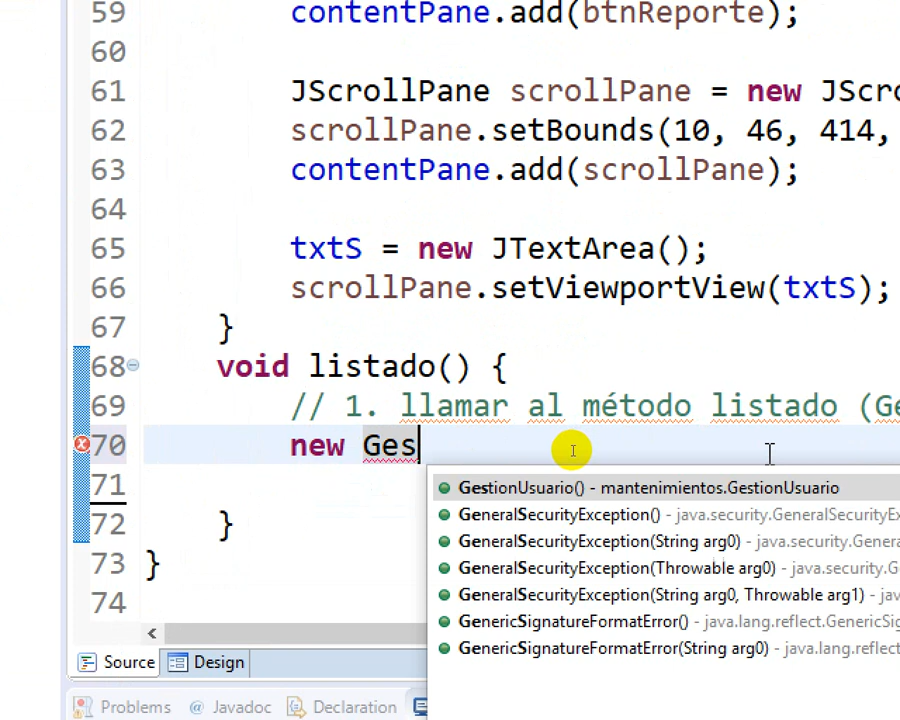 59 contentPane.add(btnReporte);
60
61 JScrollPane scrollPane = new JScro
62 scrollPane.setBounds(10, 46, 414,
63 contentPane.add(scrollPane);
64
65 txtS = new JTextArea();
66 scrollPane.setViewportView(txtS);
67 }
68 void listado() {
69 // 1. llamar al método listado (Ge
70 new Ges
71
72 }
73 }
74
GestionUsuario() - mantenimientos.GestionUsuario
GeneralSecurityException() - java.security.GeneralSecurityEx
GeneralSecurityException(String arg0) - java.security.Genera
GeneralSecurityException(Throwable arg0) - java.security.G
GeneralSecurityException(String arg0, Throwable arg1) - jav
GenericSignatureFormatError() - java.lang.reflect.GenericSig
GenericSignatureFormatError(String arg0) - java.lang.reflect
Source Design
Problems @ Javadoc Declaration